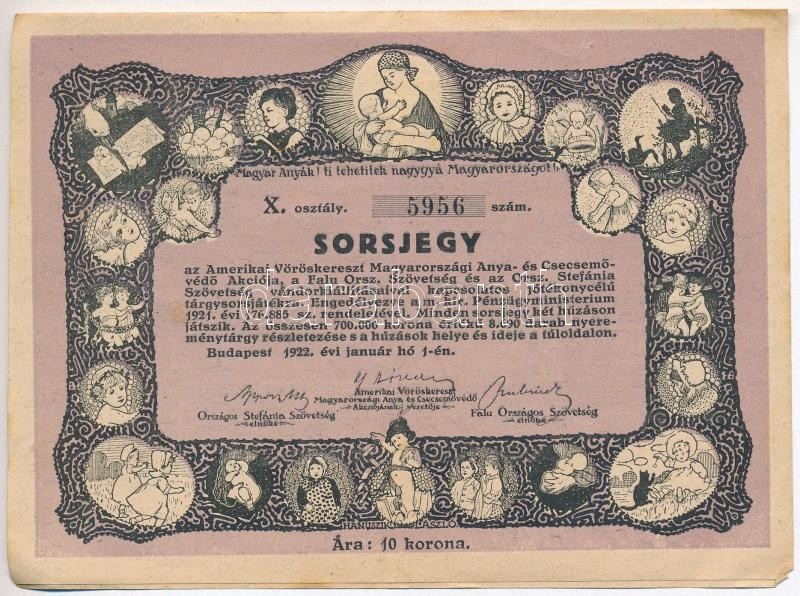 Magyar Anyák! ti tehetitek nagygyá Magyarországot!
X. osztály. 5956 szám.
SORSJEGY
az Amerikai Vöröskereszt Magyarországi Anya- és Csecsemő-
védő Akciója, a Falu Orsz. Szövetség és az Orsz. Stefánia
Szövetség vándorkiállításaival kapcsolatos jótékonycélú
tárgysorsjátékra. Engedélyezve a m. kir. Pénzügyminiszterium
1921. évi 176.885 sz. rendeletével. Minden sorsjegy két húzáson
játszik. Az összesen 700.000 korona értékű 8.090 darab nyere-
ménytárgy részletezése s a húzások helye és ideje a túloldalon.
Budapest 1922. évi január hó 1-én.
Országos Stefánia Szövetség
elnöke
Amerikai Vöröskereszt
Magyarországi Anya és Csecsemővédő
Akciójának vezetője
Falu Országos Szövetség
elnöke
HANUSZIK LÁSZLÓ
Ára: 10 korona.